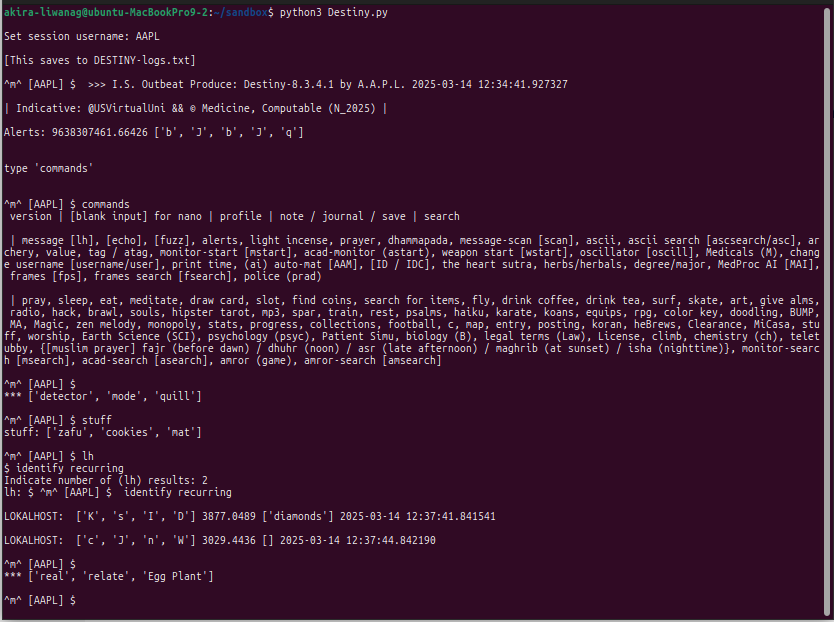 akira-liwanag@ubuntu-MacBookPro9-2:~/sandbox$ python3 Destiny.py
Set session username: AAPL
[This saves to DESTINY-logs.txt]
^m^ [AAPL] $  >>> I.S. Outbeat Produce: Destiny-8.3.4.1 by A.A.P.L. 2025-03-14 12:34:41.927327
| Indicative: @USVirtualUni && © Medicine, Computable (N_2025) |
Alerts: 9638307461.66426 ['b', 'J', 'b', 'J', 'q']
type 'commands'
^m^ [AAPL] $ commands
 version | [blank input] for nano | profile | note / journal / save | search
 | message [lh], [echo], [fuzz], alerts, light incense, prayer, dhammapada, message-scan [scan], ascii, ascii search [ascsearch/asc], ar
chery, value, tag / atag, monitor-start [mstart], acad-monitor (astart), weapon start [wstart], oscillator [oscill], Medicals (M), chang
e username [username/user], print time, (ai) auto-mat [AAM], [ID / IDC], the heart sutra, herbs/herbals, degree/major, MedProc AI [MAI],
 frames [fps], frames search [fsearch], police (prad)
 | pray, sleep, eat, meditate, draw card, slot, find coins, search for items, fly, drink coffee, drink tea, surf, skate, art, give alms,
 radio, hack, brawl, souls, hipster tarot, mp3, spar, train, rest, psalms, haiku, karate, koans, equips, rpg, color key, doodling, BUMP,
 MA, Magic, zen melody, monopoly, stats, progress, collections, football, c, map, entry, posting, koran, heBrews, Clearance, MiCasa, stu
ff, worship, Earth Science (SCI), psychology (psyc), Patient Simu, biology (B), legal terms (Law), License, climb, chemistry (ch), telet
ubby, {[muslim prayer] fajr (before dawn) / dhuhr (noon) / asr (late afternoon) / maghrib (at sunset) / isha (nighttime)}, monitor-searc
h [msearch], acad-search [asearch], amror (game), amror-search [amsearch]
^m^ [AAPL] $
*** ['detector', 'mode', 'quill']
^m^ [AAPL] $ stuff
stuff: ['zafu', 'cookies', 'mat']
^m^ [AAPL] $ lh
$ identify recurring
Indicate number of (lh) results: 2
lh: $ ^m^ [AAPL] $  identify recurring
LOKALHOST:  ['K', 's', 'I', 'D'] 3877.0489 ['diamonds'] 2025-03-14 12:37:41.841541
LOKALHOST:  ['c', 'J', 'n', 'W'] 3029.4436 [] 2025-03-14 12:37:44.842190
^m^ [AAPL] $
*** ['real', 'relate', 'Egg Plant']
^m^ [AAPL] $